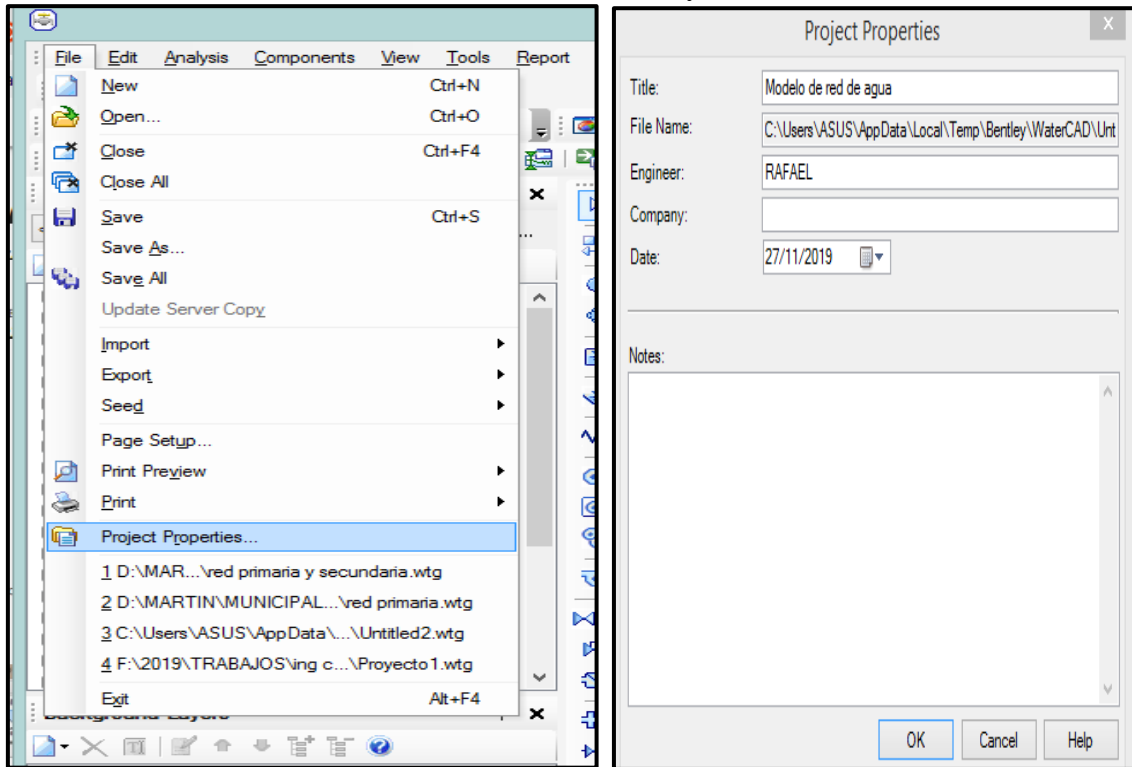 File Edit Analysis Components View Tools Report
New Ctrl+N
Open... Ctrl+O
Close Ctrl+F4
Close All
Save Ctrl+S
Save As...
Save All
Update Server Copy
Import
Export
Seed
Page Setup...
Print Preview
Print
Project Properties...
1 D:\MAR...\red primaria y secundaria.wtg
2 D:\MARTIN\MUNICIPAL...\red primaria.wtg
3 C:\Users\ASUS\AppData\...\Untitled2.wtg
4 F:\2019\TRABAJOS\ing c...\Proyecto1.wtg
Exit Alt+F4
Project Properties
Title: Modelo de red de agua
File Name: C:\Users\ASUS\AppData\Local\Temp\Bentley\WaterCAD\Unt
Engineer: RAFAEL
Company:
Date: 27/11/2019
Notes:
OK Cancel Help